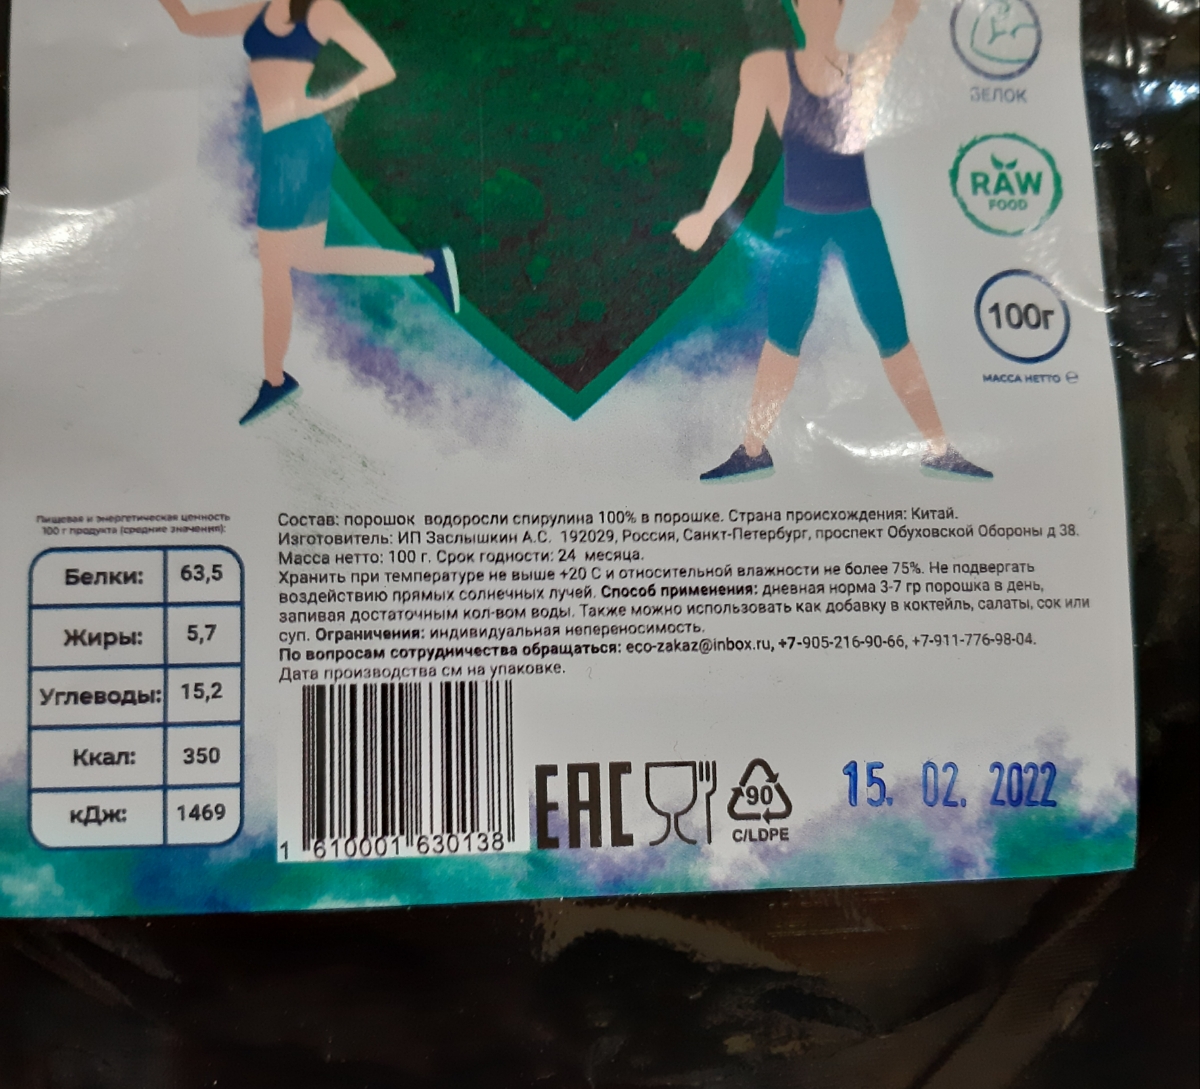 БЕЛОК
RAW
FOOD
100г
МАССА НЕТТО ℮
Пищевая и энергетическая ценность
100 г продукта (средние значения):
Белки: 63,5
Жиры: 5,7
Углеводы: 15,2
Ккал: 350
кДж: 1469
Состав: порошок водоросли спирулина 100% в порошке. Страна происхождения: Китай.
Изготовитель: ИП Заслышкин А.С. 192029, Россия, Санкт-Петербург, проспект Обуховской Обороны д 38.
Масса нетто: 100 г. Срок годности: 24 месяца.
Хранить при температуре не выше +20 С и относительной влажности не более 75%. Не подвергать
воздействию прямых солнечных лучей. Способ применения: дневная норма 3-7 гр порошка в день,
запивая достаточным кол-вом воды. Также можно использовать как добавку в коктейль, салаты, сок или
суп. Ограничения: индивидуальная непереносимость.
По вопросам сотрудничества обращаться: eco-zakaz@inbox.ru, +7-905-216-90-66, +7-911-776-98-04.
Дата производства см на упаковке.
1 610001 630138
EAC
90
C/LDPE
15. 02. 2022